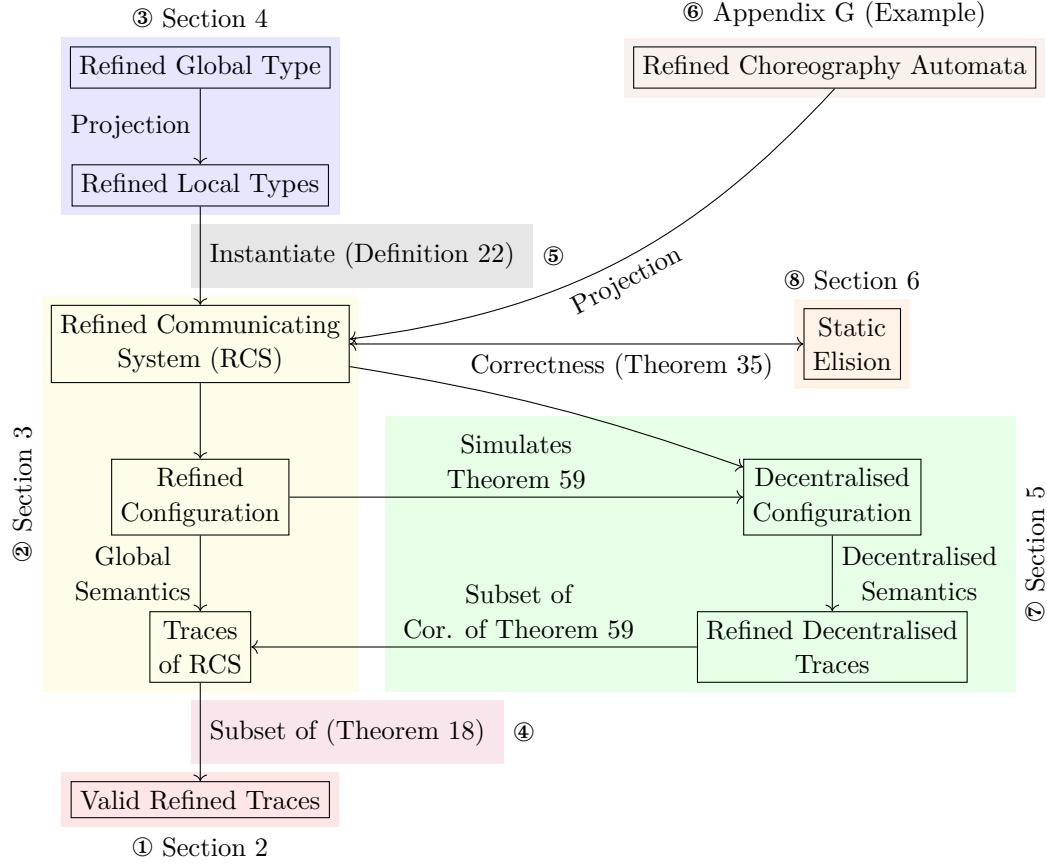 ③ Section 4
⑥ Appendix G (Example)
Refined Global Type
Refined Choreography Automata
Projection
Refined Local Types
Instantiate (Definition 22)
⑤
Projection
⑧ Section 6
Refined Communicating
System (RCS)
Static
Elision
Correctness (Theorem 35)
② Section 3
Simulates
Theorem 59
Refined
Configuration
Decentralised
Configuration
⑦ Section 5
Global
Semantics
Decentralised
Semantics
Subset of
Cor. of Theorem 59
Traces
of RCS
Refined Decentralised
Traces
Subset of (Theorem 18)
④
Valid Refined Traces
① Section 2